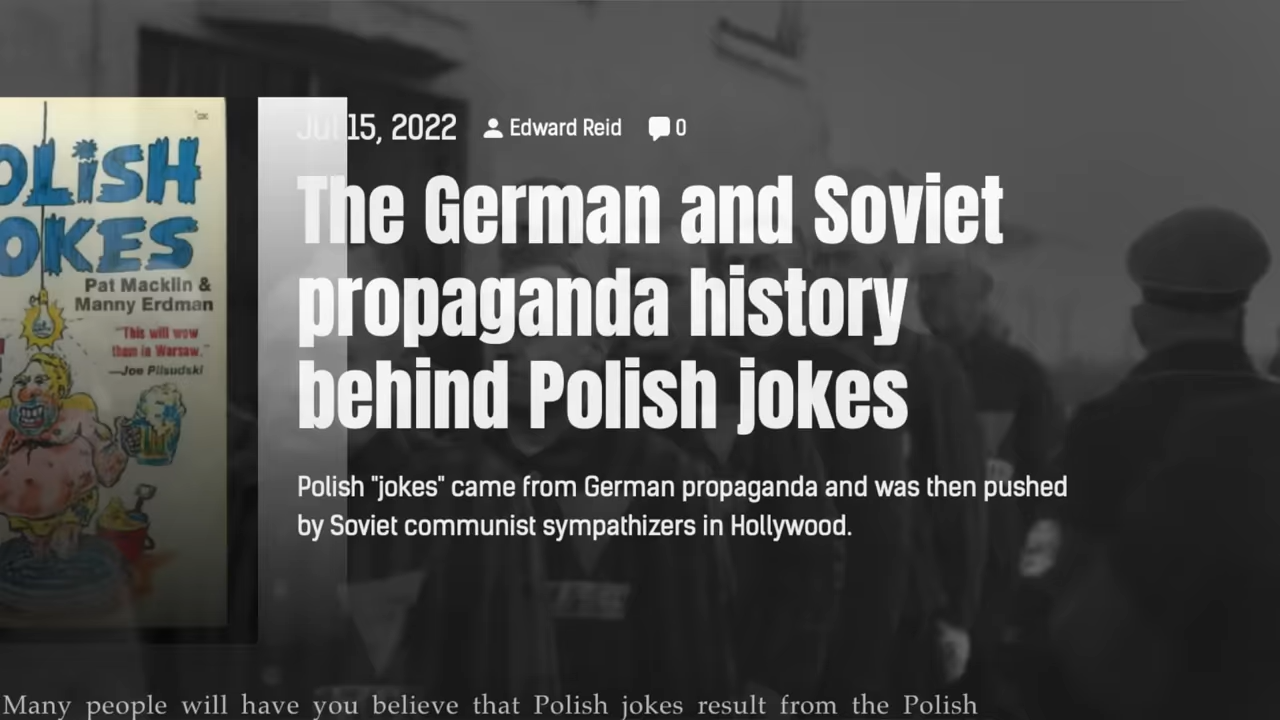 Jul 15, 2022 Edward Reid 0
The German and Soviet
propaganda history
behind Polish jokes
Polish "jokes" came from German propaganda and was then pushed
by Soviet communist sympathizers in Hollywood.
OLiSH
OKES
Pat Macklin &
Manny Erdman
"This will wow
them in Warsaw."
—Joe Pilsudski
Many people will have you believe that Polish jokes result from the Polish